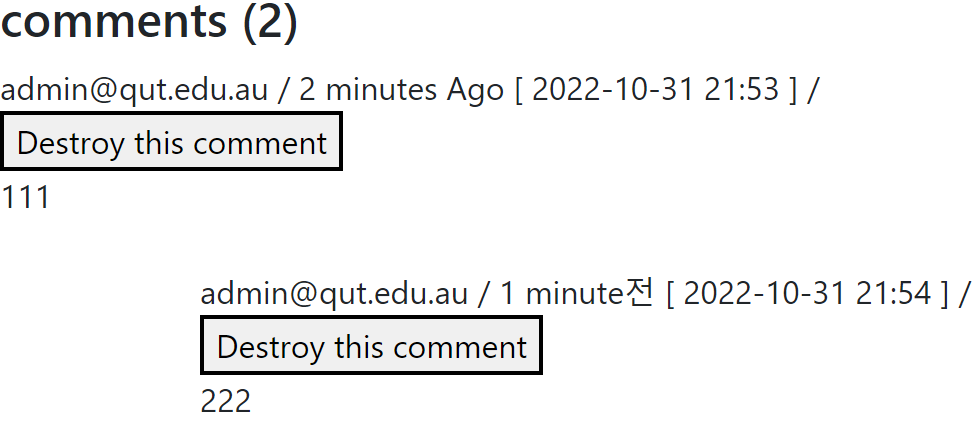 comments (2)
admin@qut.edu.au / 2 minutes Ago [ 2022-10-31 21:53 ] /
Destroy this comment
111
admin@qut.edu.au / 1 minute전 [ 2022-10-31 21:54 ] /
Destroy this comment
222